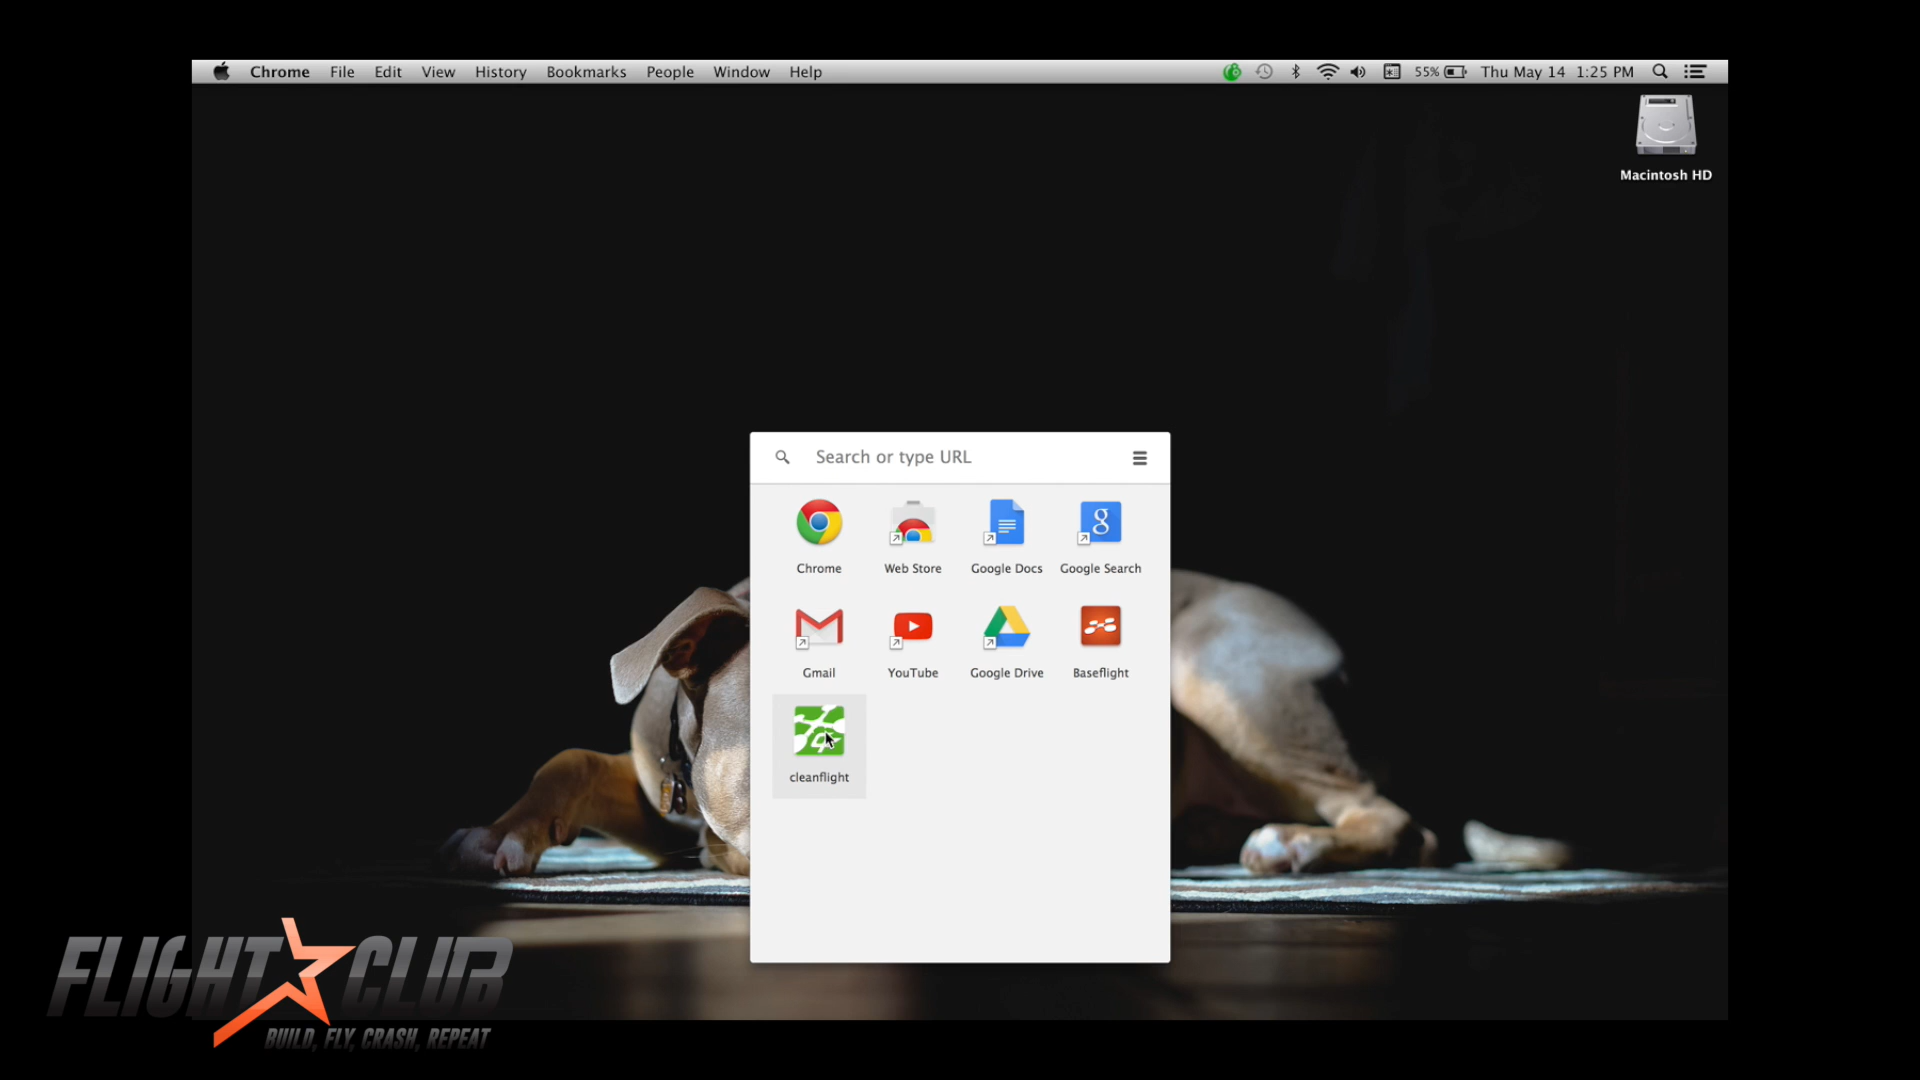 Chrome File Edit View History Bookmarks People Window Help 55% Thu May 14 1:25 PM
Macintosh HD
Search or type URL
Chrome Web Store Google Docs Google Search
Gmail YouTube Google Drive Baseflight
cleanflight
FLIGHT CLUB
BUILD, FLY, CRASH, REPEAT